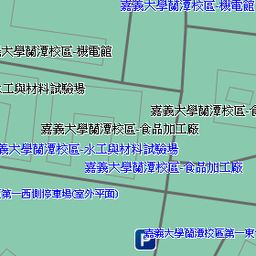 嘉義大學蘭潭校區-機電館
義大學蘭潭校區-機電館
水工與材料試驗場
嘉義大學蘭潭校區-食
嘉義大學蘭潭校區-食品加工廠
義大學蘭潭校區-水工與材料試驗場
嘉義大學蘭潭校區-食品加工廠
第一西側停車場(室外平面)
P
嘉義大學蘭潭校區第一東